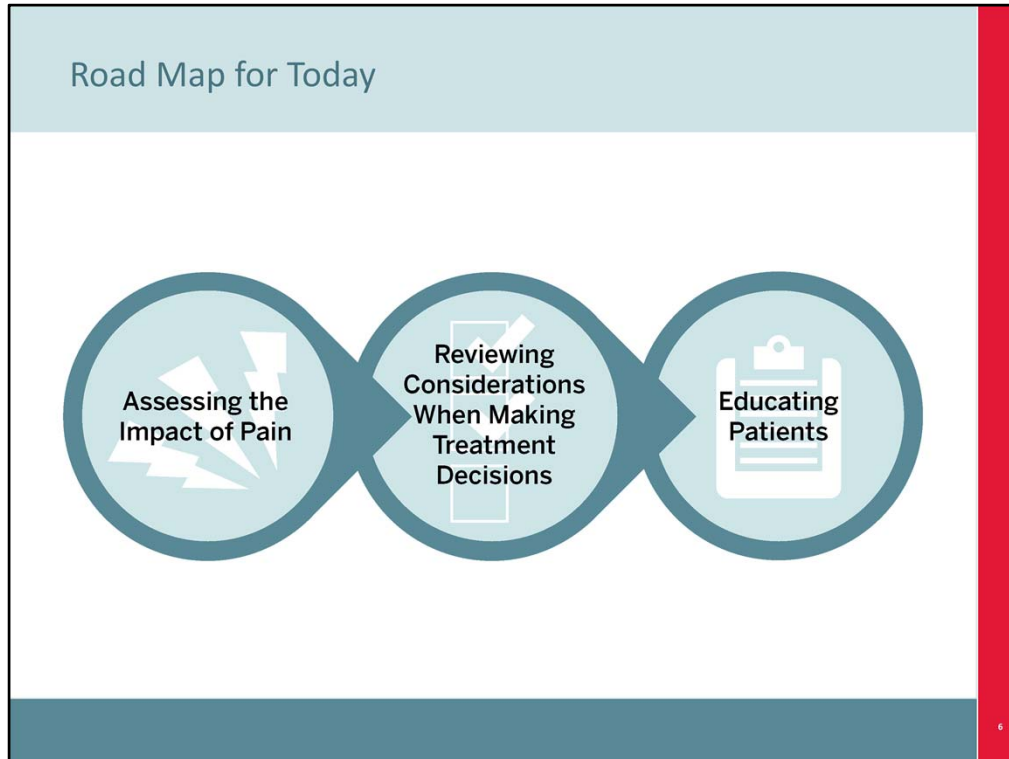 Road Map for Today
Assessing the
Impact of Pain
Reviewing
Considerations
When Making
Treatment
Decisions
Educating
Patients
6